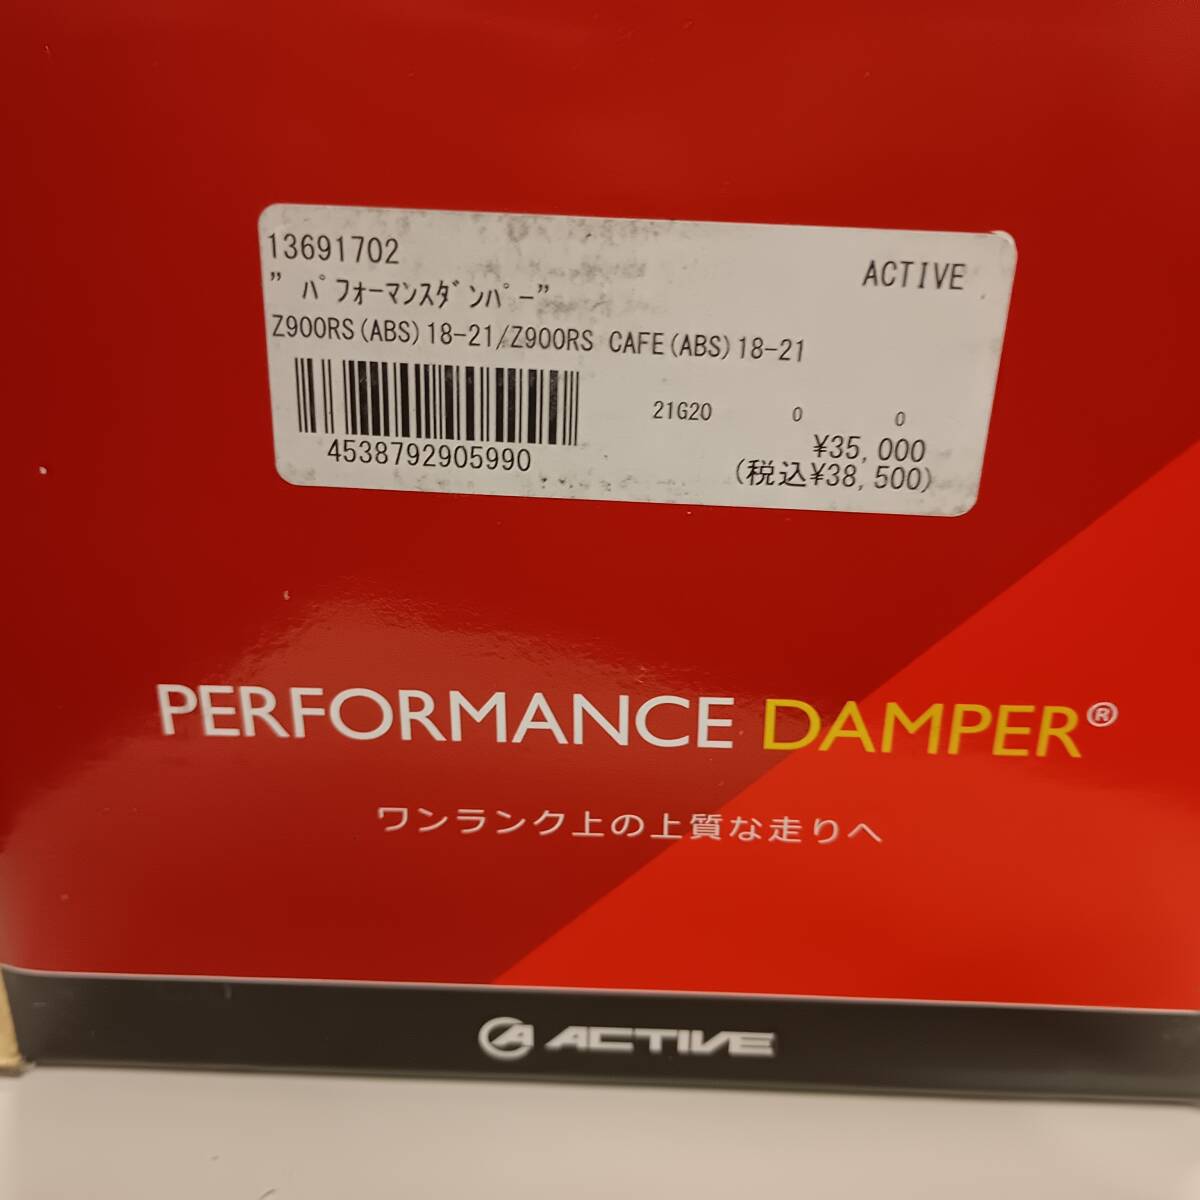 13691702
ACTIVE
”ﾊﾟﾌｫｰﾏﾝｽﾀﾞﾝﾊﾟｰ”
Z900RS(ABS)18-21/Z900RS CAFE(ABS)18-21
21G20 0 0
4538792905990
¥35,000
(税込¥38,500)
PERFORMANCE DAMPER®
ワンランク上の上質な走りへ
ACTIVE